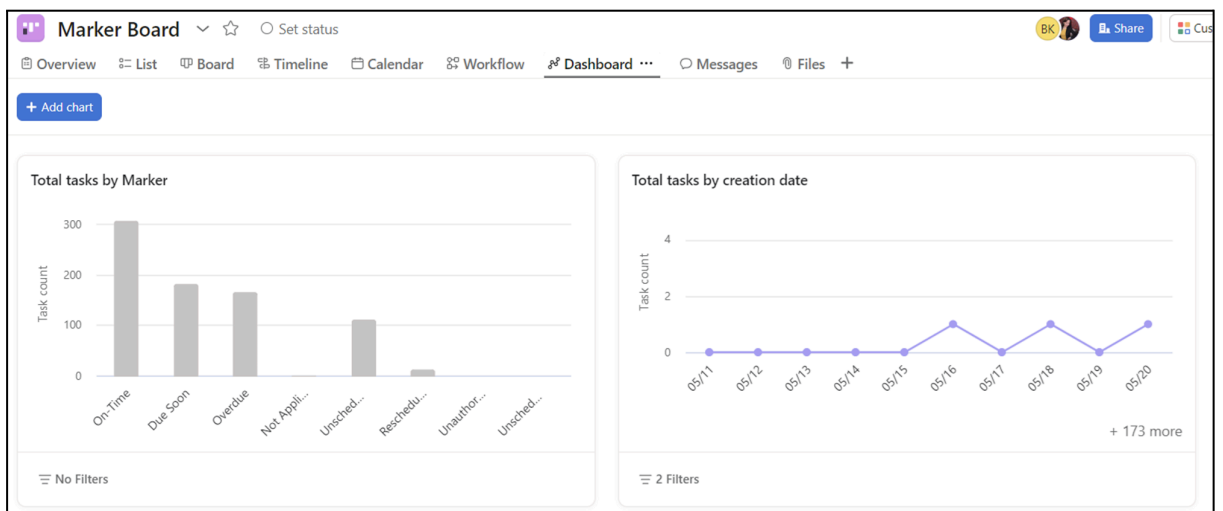 Marker Board Set status BK Share Cus
Overview List Board Timeline Calendar Workflow Dashboard ... Messages Files +
+ Add chart
Total tasks by Marker
Task count
300
200
100
0
On-Time Due Soon Overdue Not Appli... Unsched... Reschedu... Unauthor... Unsched...
No Filters
Total tasks by creation date
Task count
4
2
0
05/11 05/12 05/13 05/14 05/15 05/16 05/17 05/18 05/19 05/20
+ 173 more
2 Filters